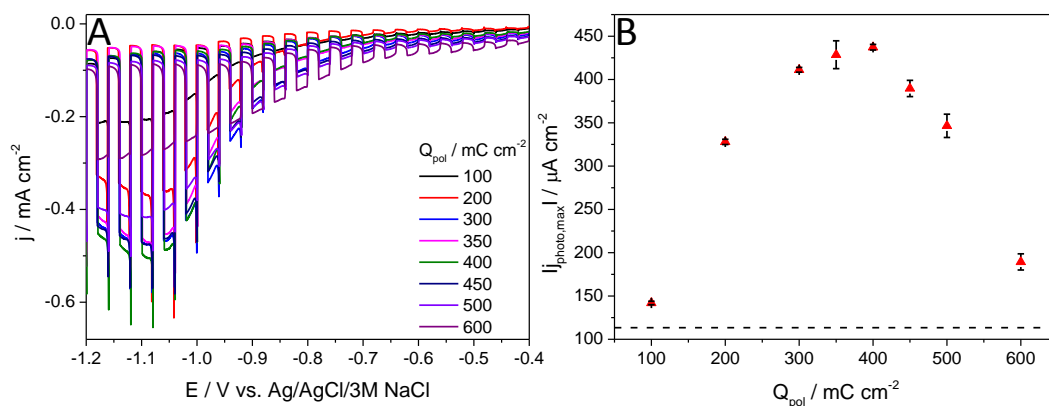 A
0.0
-0.2
-0.4
-0.6
j / mA cm-2
-1.2 -1.1 -1.0 -0.9 -0.8 -0.7 -0.6 -0.5 -0.4
E / V vs. Ag/AgCl/3M NaCl
Qpol / mC cm-2
100
200
300
350
400
450
500
600
B
450
400
350
300
250
200
150
100
Ijphoto,maxI / μA cm-2
100 200 300 400 500 600
Qpol / mC cm-2